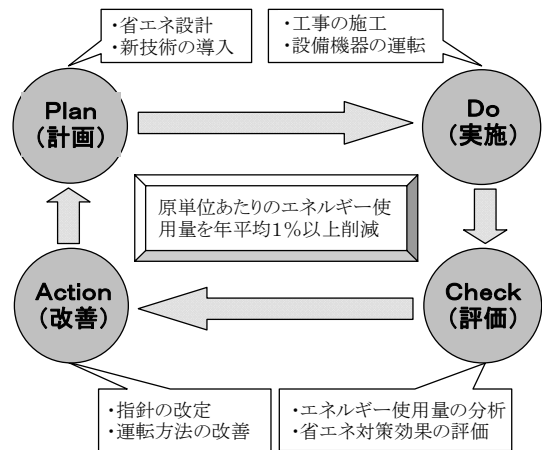 ・省エネ設計
・新技術の導入
・工事の施工
・設備機器の運転
Plan
(計画)
Do
(実施)
原単位あたりのエネルギー使
用量を年平均1%以上削減
Action
(改善)
Check
(評価)
・指針の改定
・運転方法の改善
・エネルギー使用量の分析
・省エネ対策効果の評価